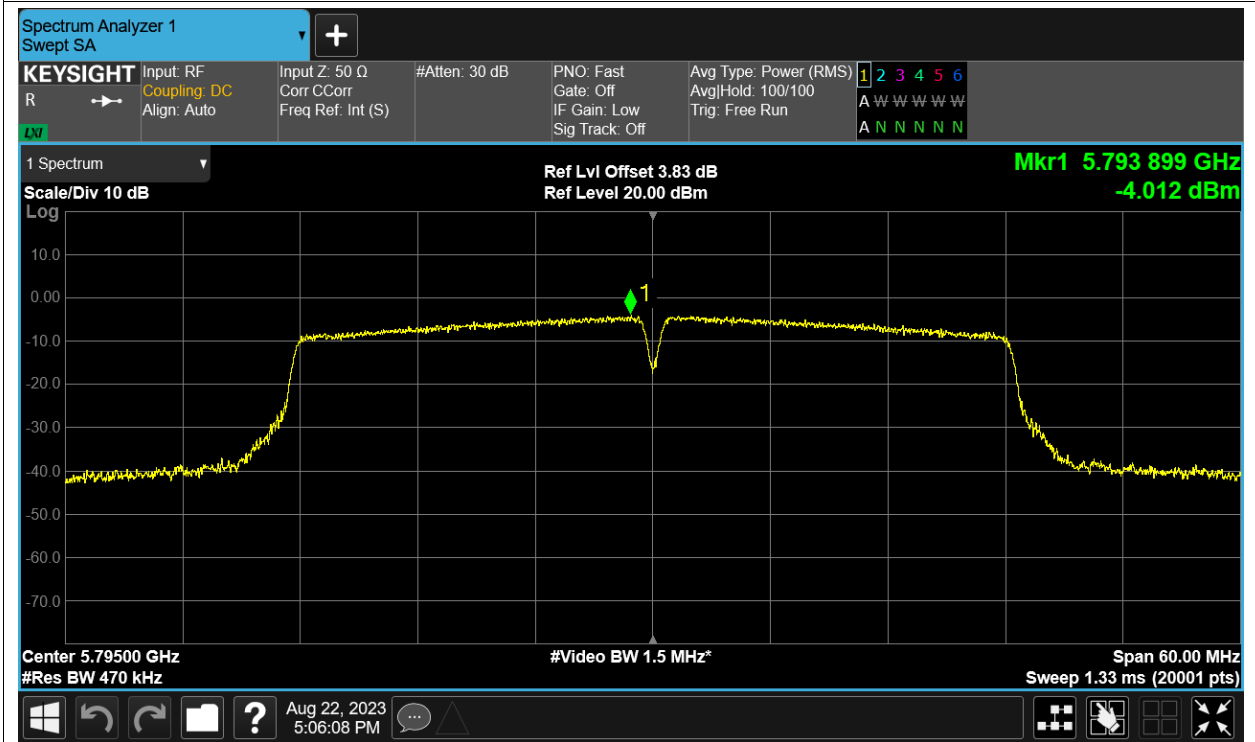 Spectrum Analyzer 1
Swept SA
+
KEYSIGHT
R
LXI
Input: RF
Coupling: DC
Align: Auto
Input Z: 50 Ω
Corr CCorr
Freq Ref: Int (S)
#Atten: 30 dB
PNO: Fast
Gate: Off
IF Gain: Low
Sig Track: Off
Avg Type: Power (RMS)
Avg|Hold: 100/100
Trig: Free Run
1 2 3 4 5 6
A W W W W W
A N N N N N
1 Spectrum
Scale/Div 10 dB
Log
Ref Lvl Offset 3.83 dB
Ref Level 20.00 dBm
Mkr1 5.793 899 GHz
-4.012 dBm
10.0
0.00
1
-10.0
-20.0
-30.0
-40.0
-50.0
-60.0
-70.0
Center 5.79500 GHz
#Res BW 470 kHz
#Video BW 1.5 MHz*
Span 60.00 MHz
Sweep 1.33 ms (20001 pts)
?
Aug 22, 2023
5:06:08 PM